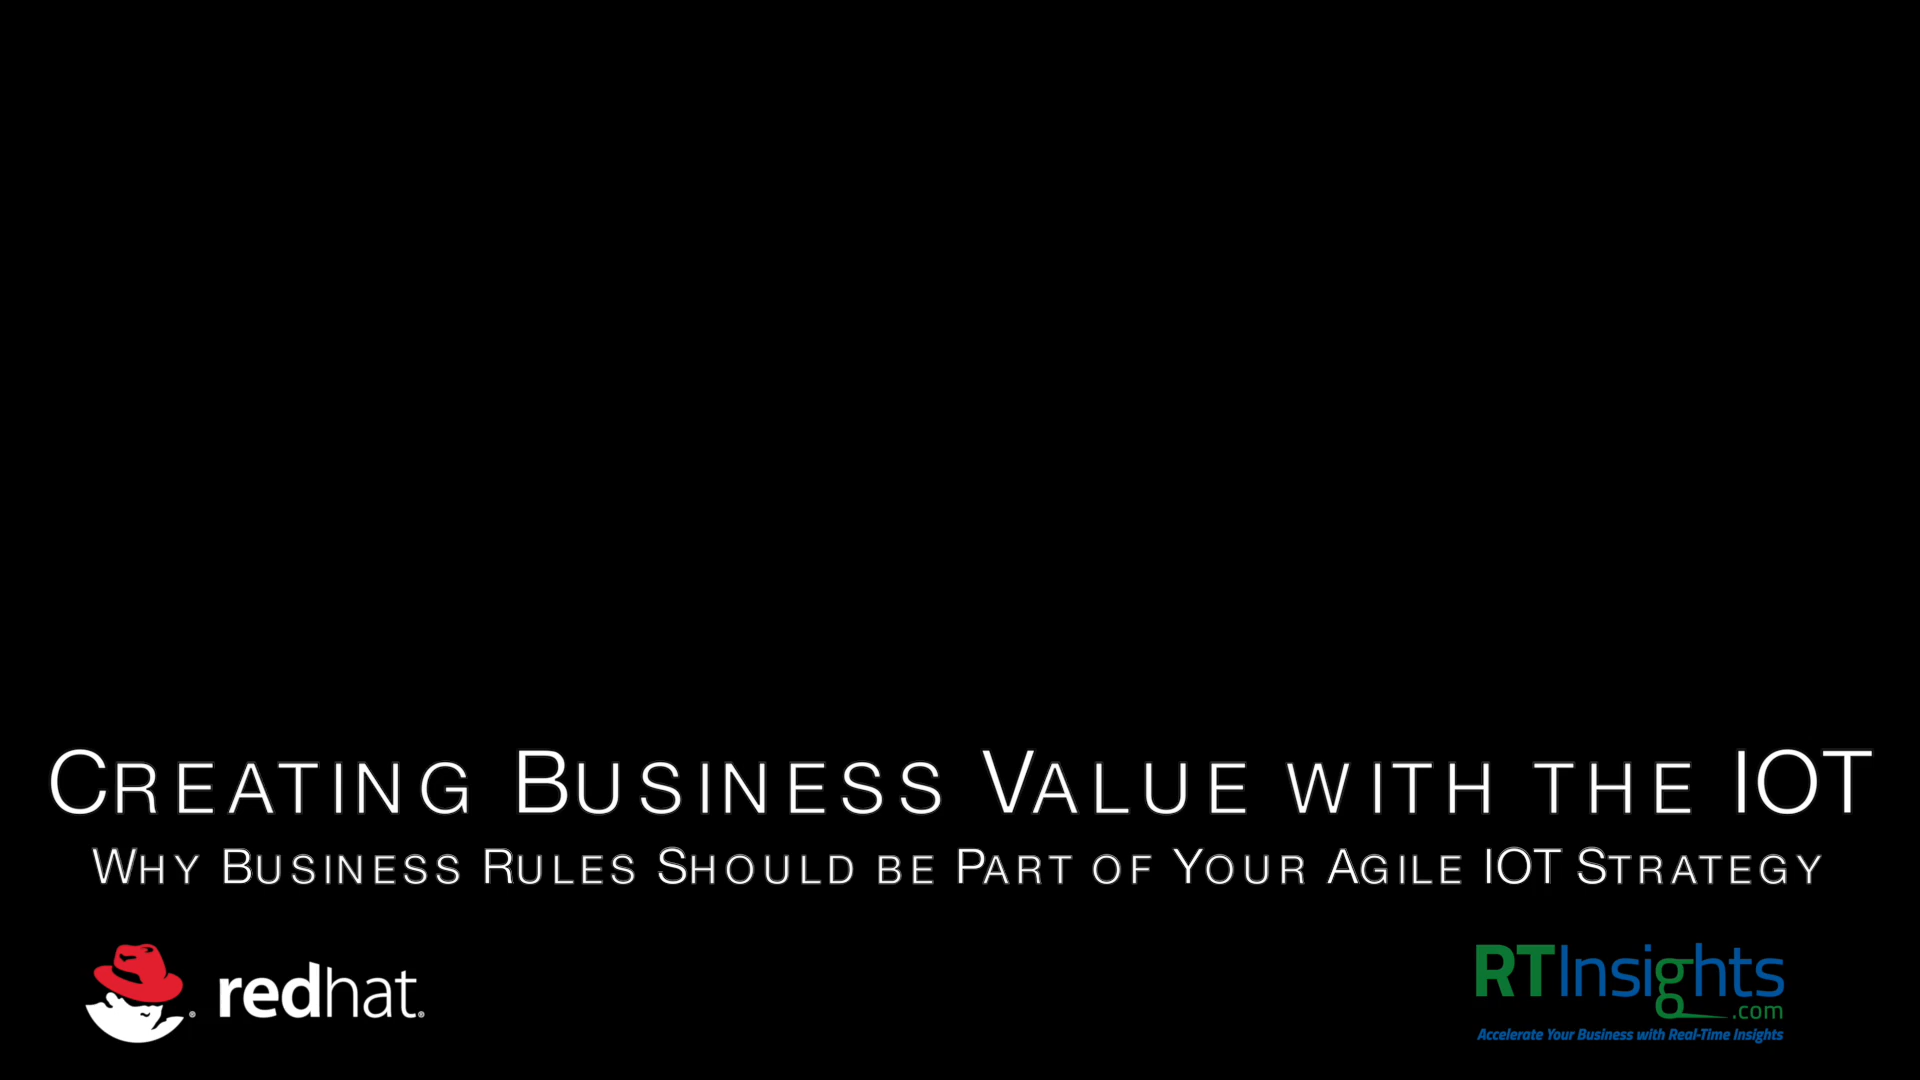 Creating Business Value with the IOT
Why Business Rules Should be Part of Your Agile IOT Strategy
redhat®
RTInsights
.com
Accelerate Your Business with Real-Time Insights